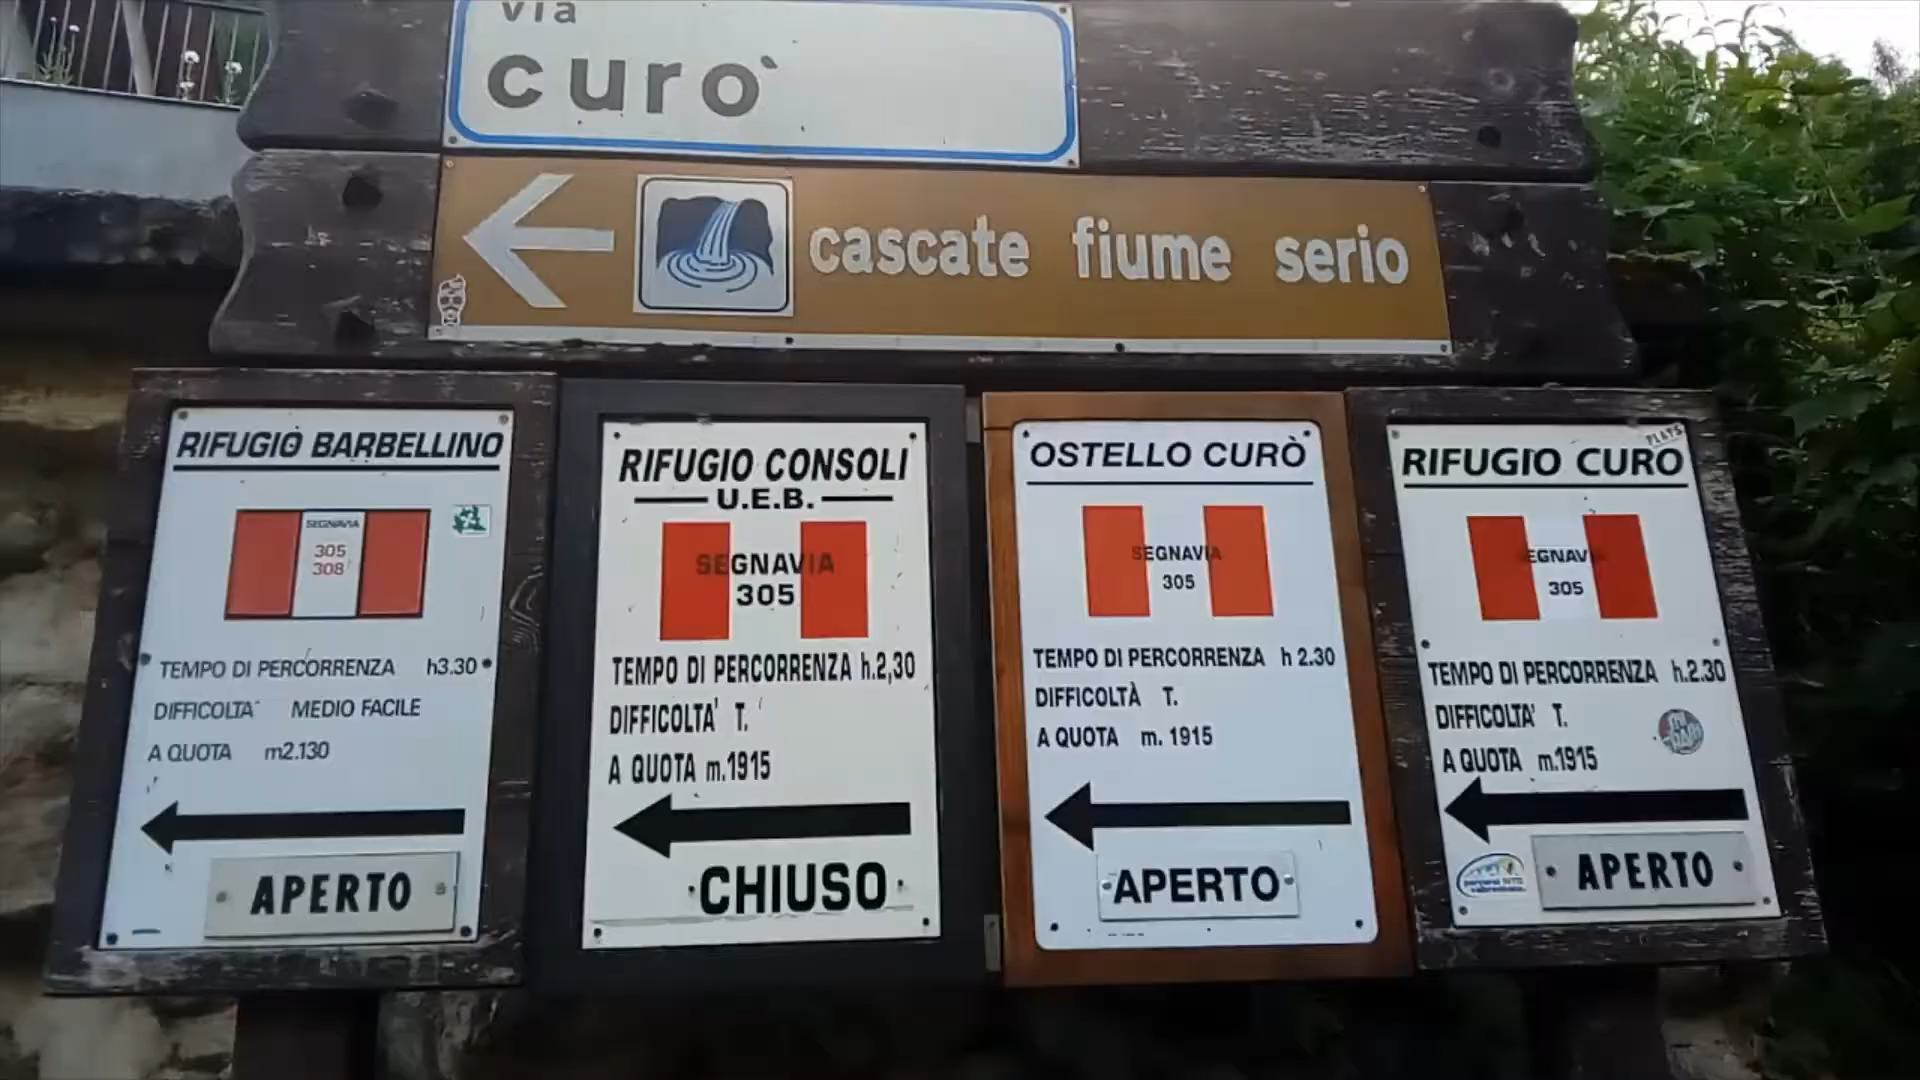 via
curo`
cascate fiume serio
RIFUGIO BARBELLINO
SEGNAVIA
305
308
TEMPO DI PERCORRENZA h3.30
DIFFICOLTA' MEDIO FACILE
A QUOTA m2.130
APERTO
RIFUGIO CONSOLI
U.E.B.
SEGNAVIA
305
TEMPO DI PERCORRENZA h.2,30
DIFFICOLTA' T.
A QUOTA m.1915
CHIUSO
OSTELLO CURÒ
SEGNAVIA
305
TEMPO DI PERCORRENZA h 2.30
DIFFICOLTÀ T.
A QUOTA m. 1915
APERTO
PLAYS
RIFUGIO CURO
EGNAVI
305
TEMPO DI PERCORRENZA h.2.30
DIFFICOLTA' T.
A QUOTA m.1915
APERTO